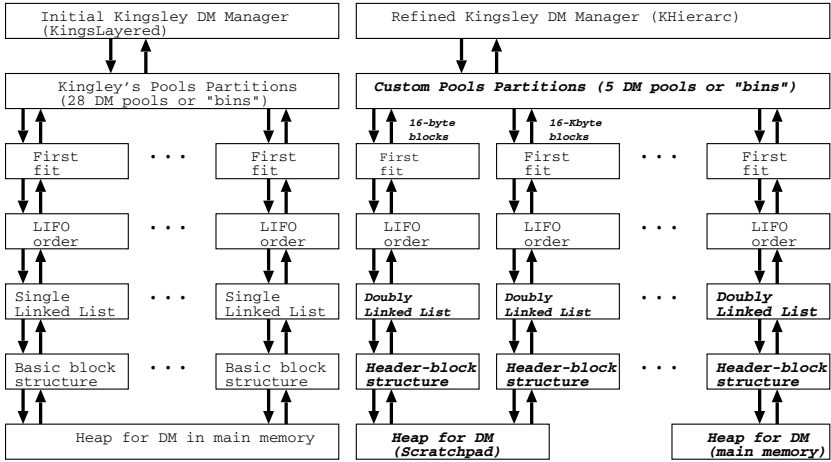 Initial Kingsley DM Manager
(KingsLayered)
Refined Kingsley DM Manager (KHierarc)
Kingley's Pools Partitions
(28 DM pools or "bins")
Custom Pools Partitions (5 DM pools or "bins")
16-byte
blocks
16-Kbyte
blocks
First
fit
. . .
First
fit
First
fit
First
fit
. . .
First
fit
LIFO
order
. . .
LIFO
order
LIFO
order
LIFO
order
. . .
LIFO
order
Single
Linked List
. . .
Single
Linked List
Doubly
Linked List
Doubly
Linked List
. . .
Doubly
Linked List
Basic block
structure
. . .
Basic block
structure
Header-block
structure
Header-block
structure
. . .
Header-block
structure
Heap for DM in main memory
Heap for DM
(Scratchpad)
Heap for DM
(main memory)